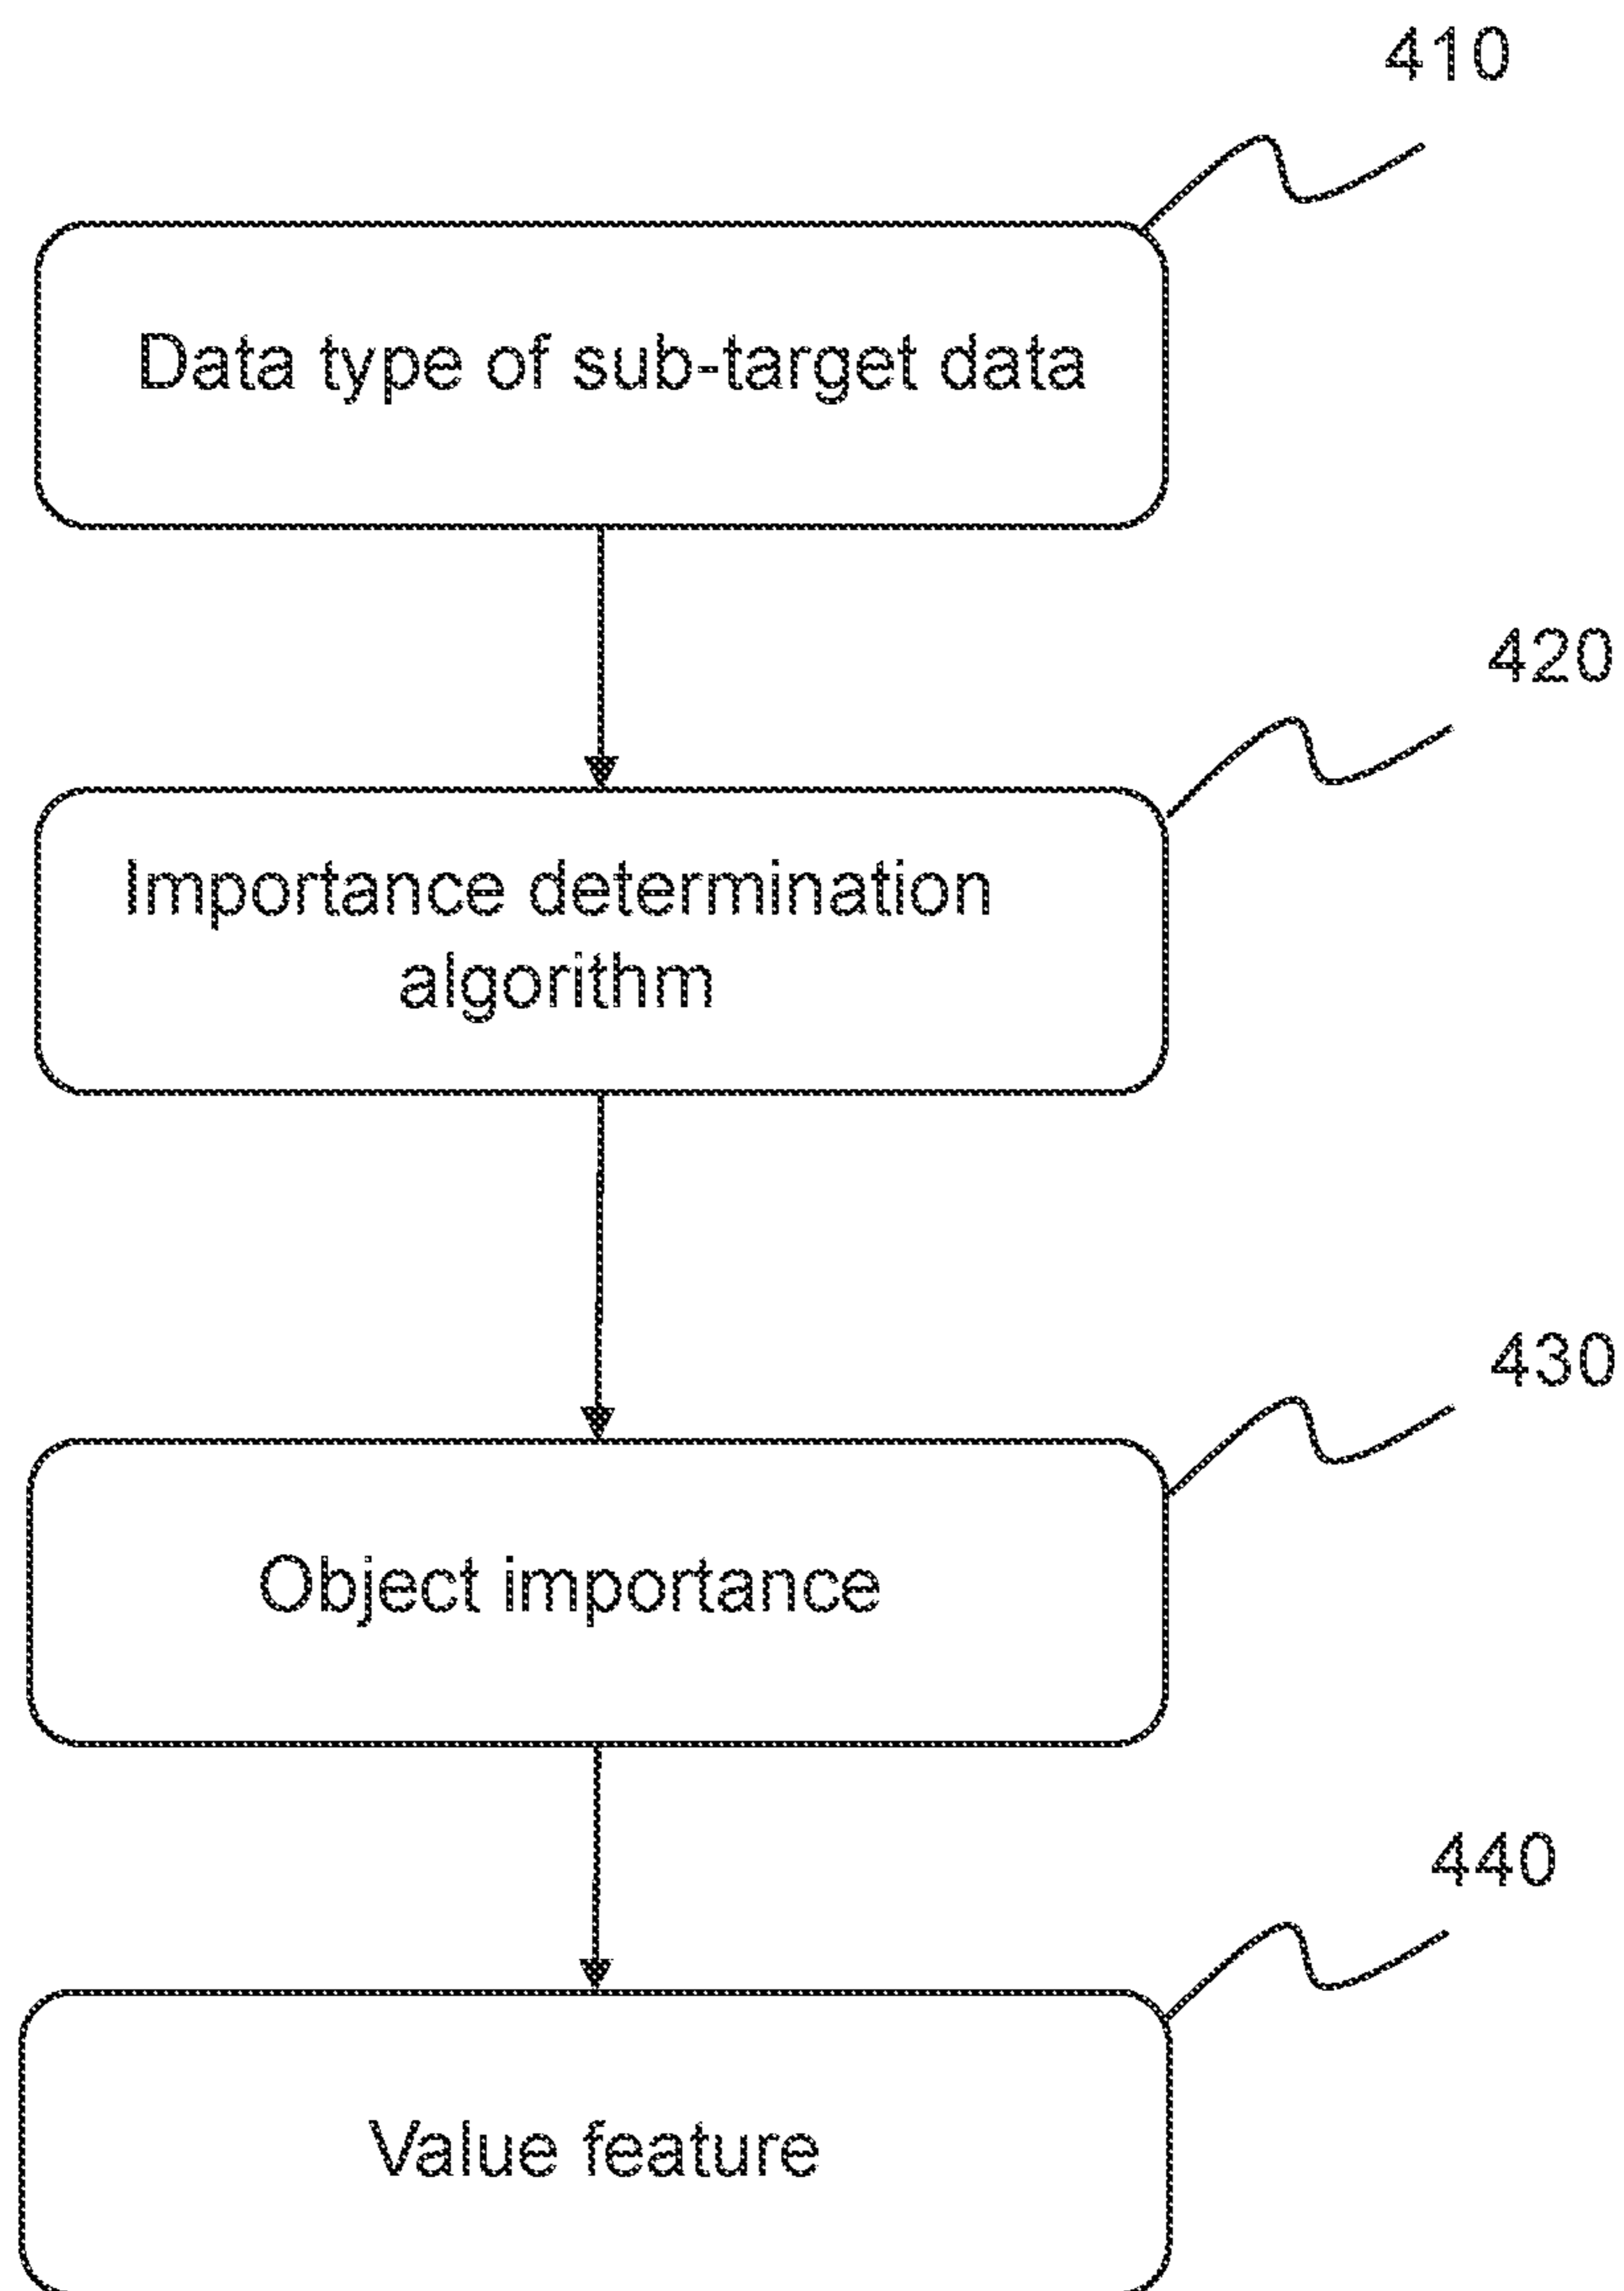 410
Data type of sub-target data
420
Importance determination
algorithm
430
Object importance
440
Value feature